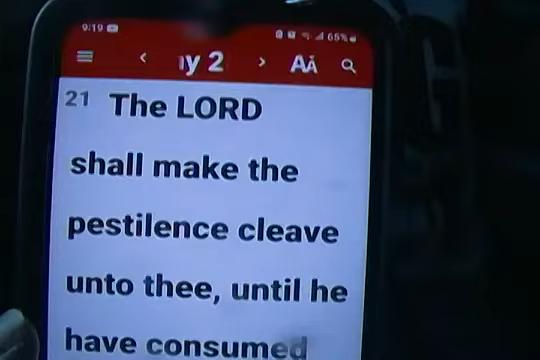 9:19
65%
ly 2
AA
21 The LORD
shall make the
pestilence cleave
unto thee, until he
have consumed